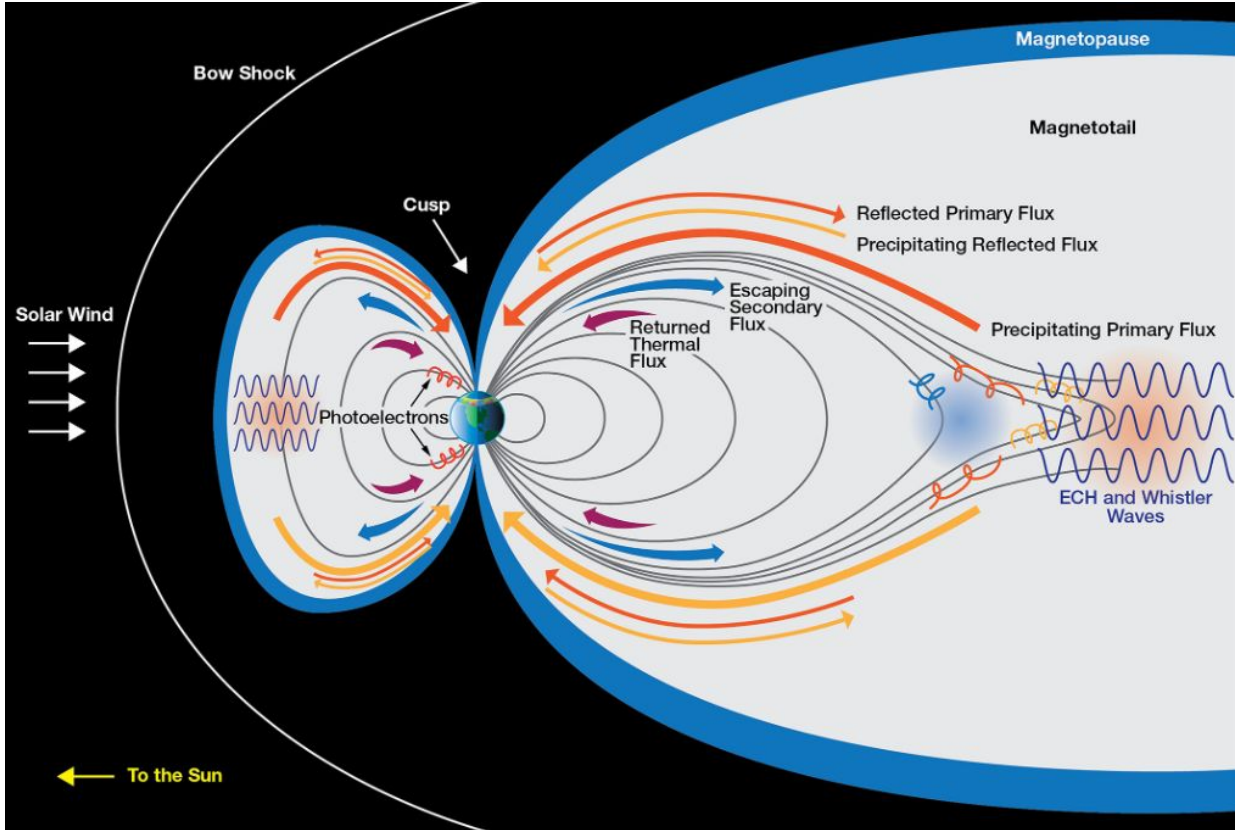 Bow Shock
Magnetopause
Magnetotail
Cusp
Reflected Primary Flux
Precipitating Reflected Flux
Solar Wind
Escaping
Secondary
Flux
Returned
Thermal
Flux
Precipitating Primary Flux
Photoelectrons
ECH and Whistler
Waves
To the Sun